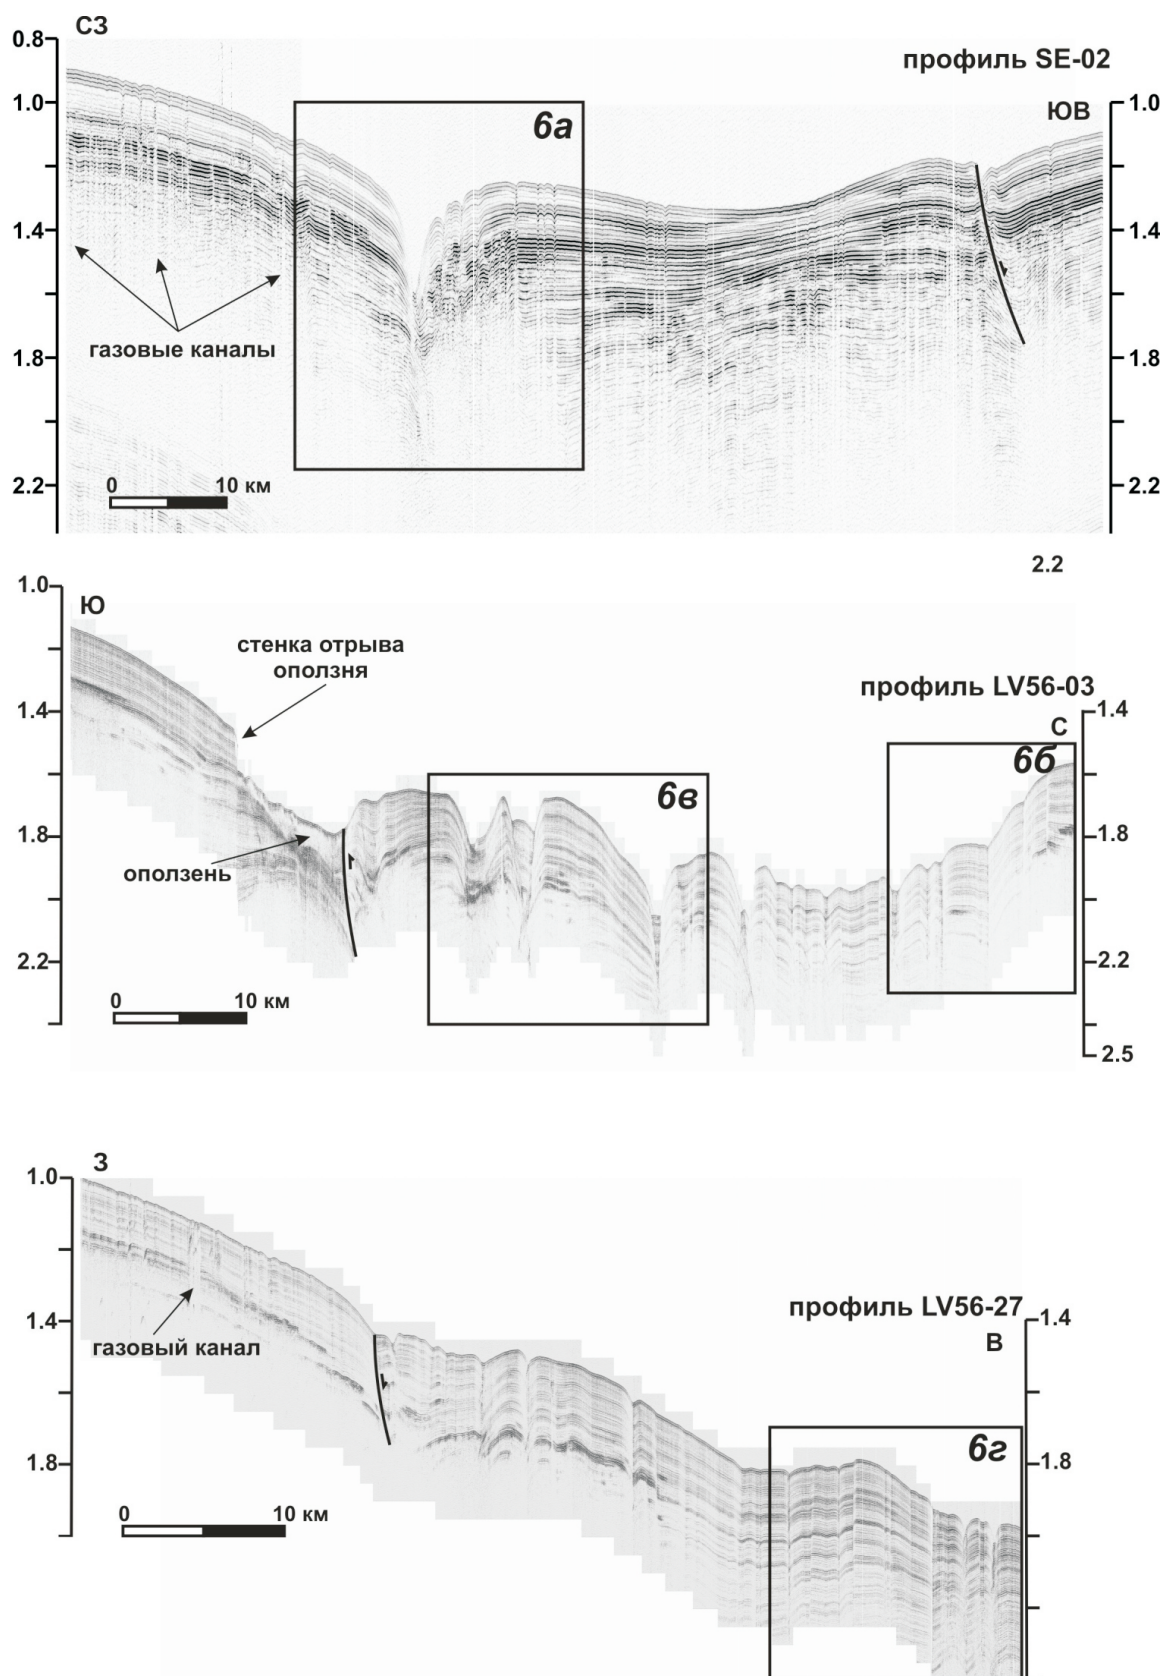 СЗ
0.8
профиль SE-02
1.0
1.0
6а
ЮВ
1.4
1.4
газовые каналы
1.8
1.8
2.2
0 10 км
2.2
2.2
1.0
Ю
стенка отрыва
оползня
профиль LV56-03
1.4
1.4
С
6б
6в
1.8
1.8
оползень
2.2
2.2
0 10 км
2.5
З
1.0
профиль LV56-27
1.4
1.4
В
газовый канал
6г
1.8
1.8
0 10 км